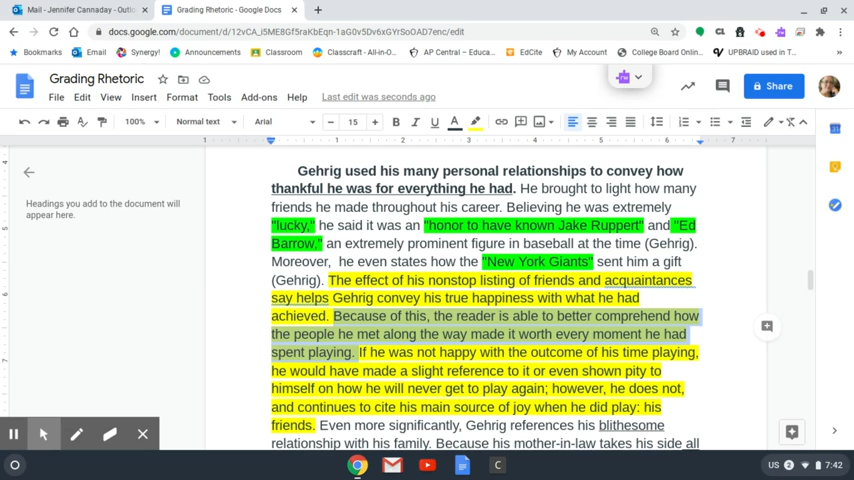 Mail - Jennifer Cannaday - Outlo
Grading Rhetoric - Google Docs
docs.google.com/document/d/12vCA_i5ME8Gf5raKbEqn-1aG0v5Dv6xGYrSoOAD7enc/edit
Bookmarks Email Synergy! Announcements Classroom Classcraft - All-in-O... AP Central – Educa... EdCite My Account College Board Onlin... UPBRAID used in T...
Grading Rhetoric
Share
File Edit View Insert Format Tools Add-ons Help Last edit was seconds ago
100% Normal text Arial 15 B I U A
1 1 2 3 4 5 6 7
Headings you add to the document will
appear here.
Gehrig used his many personal relationships to convey how
thankful he was for everything he had. He brought to light how many
friends he made throughout his career. Believing he was extremely
"lucky," he said it was an "honor to have known Jake Ruppert" and "Ed
Barrow," an extremely prominent figure in baseball at the time (Gehrig).
Moreover, he even states how the "New York Giants" sent him a gift
(Gehrig). The effect of his nonstop listing of friends and acquaintances
say helps Gehrig convey his true happiness with what he had
achieved. Because of this, the reader is able to better comprehend how
the people he met along the way made it worth every moment he had
spent playing. If he was not happy with the outcome of his time playing,
he would have made a slight reference to it or even shown pity to
himself on how he will never get to play again; however, he does not,
and continues to cite his main source of joy when he did play: his
friends. Even more significantly, Gehrig references his blithesome
relationship with his family. Because his mother-in-law takes his side all
4
5
6
7
C
US 2 7:42